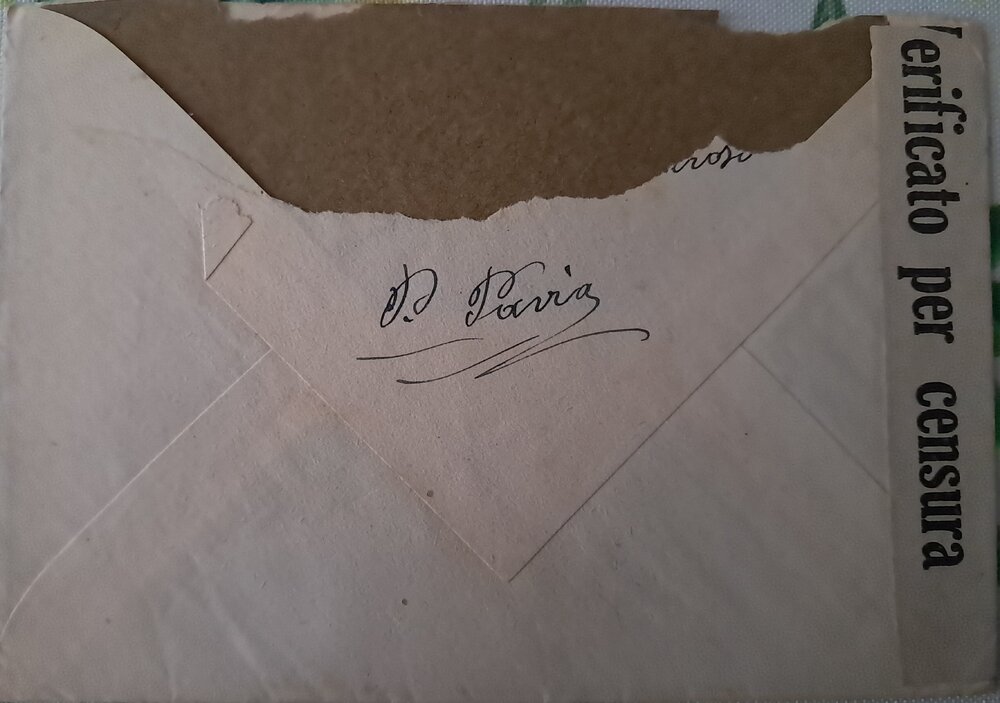 P. Pavia
Verificato per censura